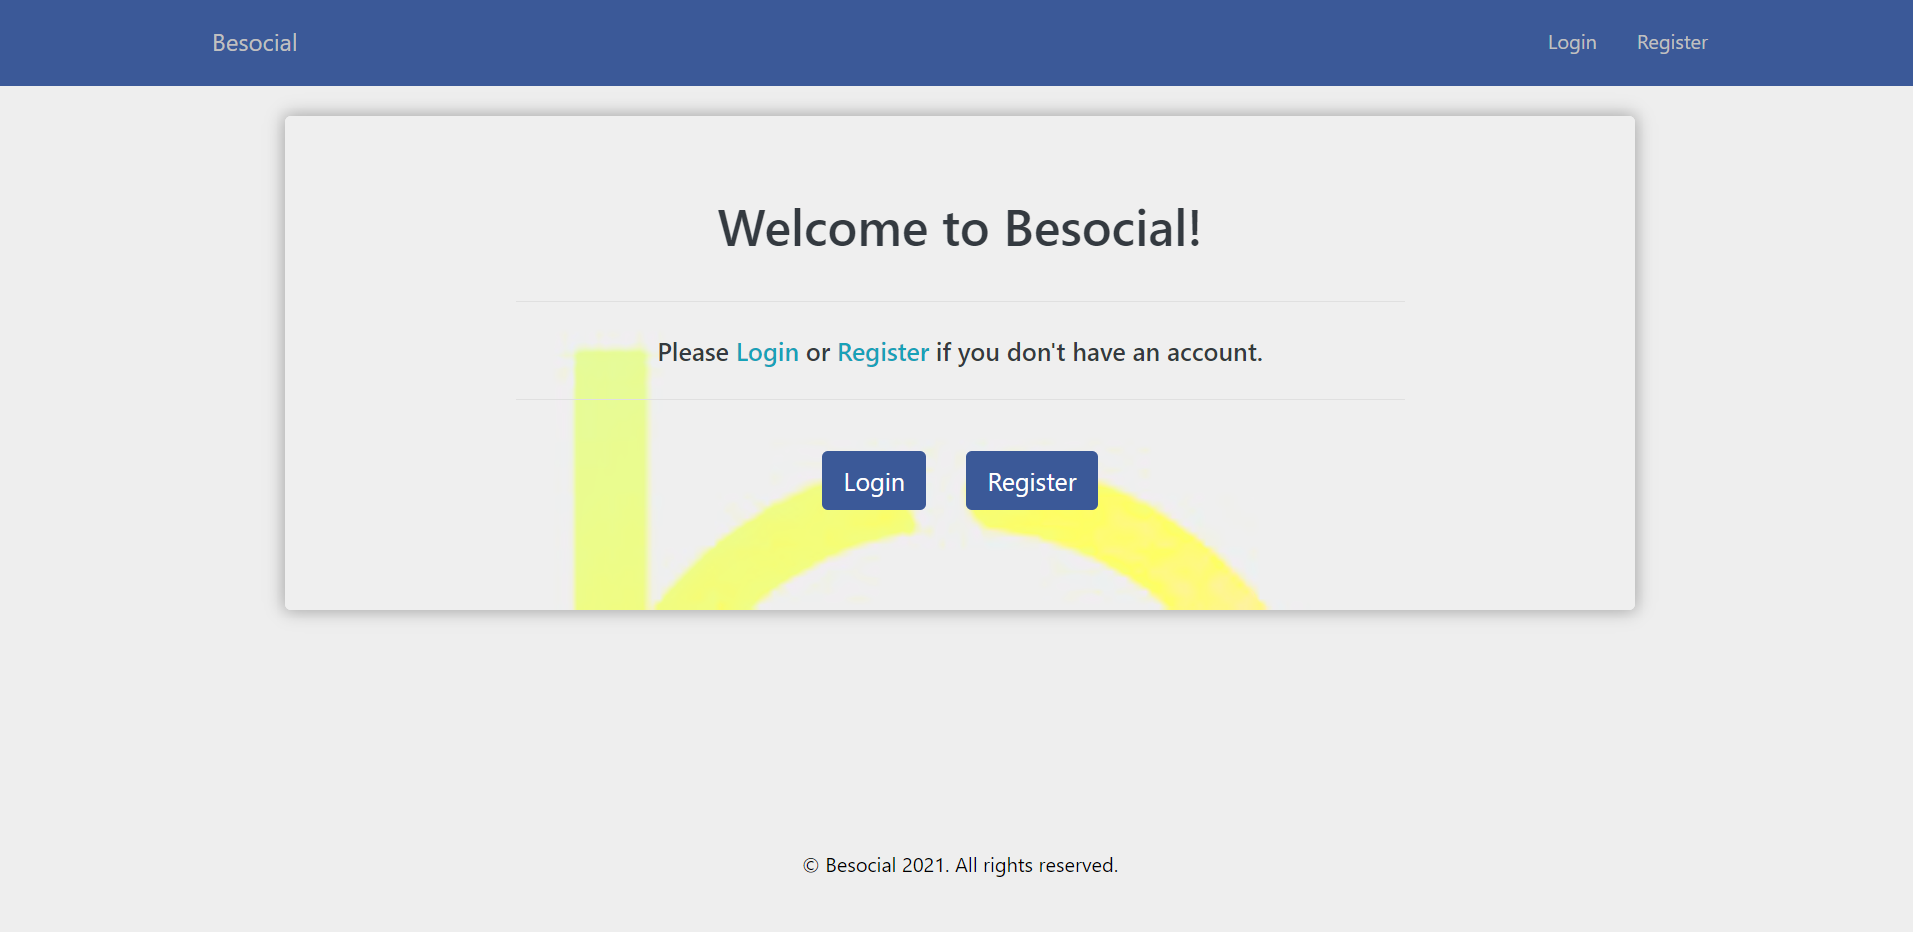 Besocial Login Register
Welcome to Besocial!
Please Login or Register if you don't have an account.
Login Register
© Besocial 2021. All rights reserved.